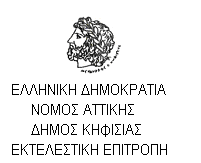 ΕΛΛΗΝΙΚΗ ΔΗΜΟΚΡΑΤΙΑ
ΝΟΜΟΣ ΑΤΤΙΚΗΣ
ΔΗΜΟΣ ΚΗΦΙΣΙΑΣ
ΕΚΤΕΛΕΣΤΙΚΗ ΕΠΙΤΡΟΠΗ